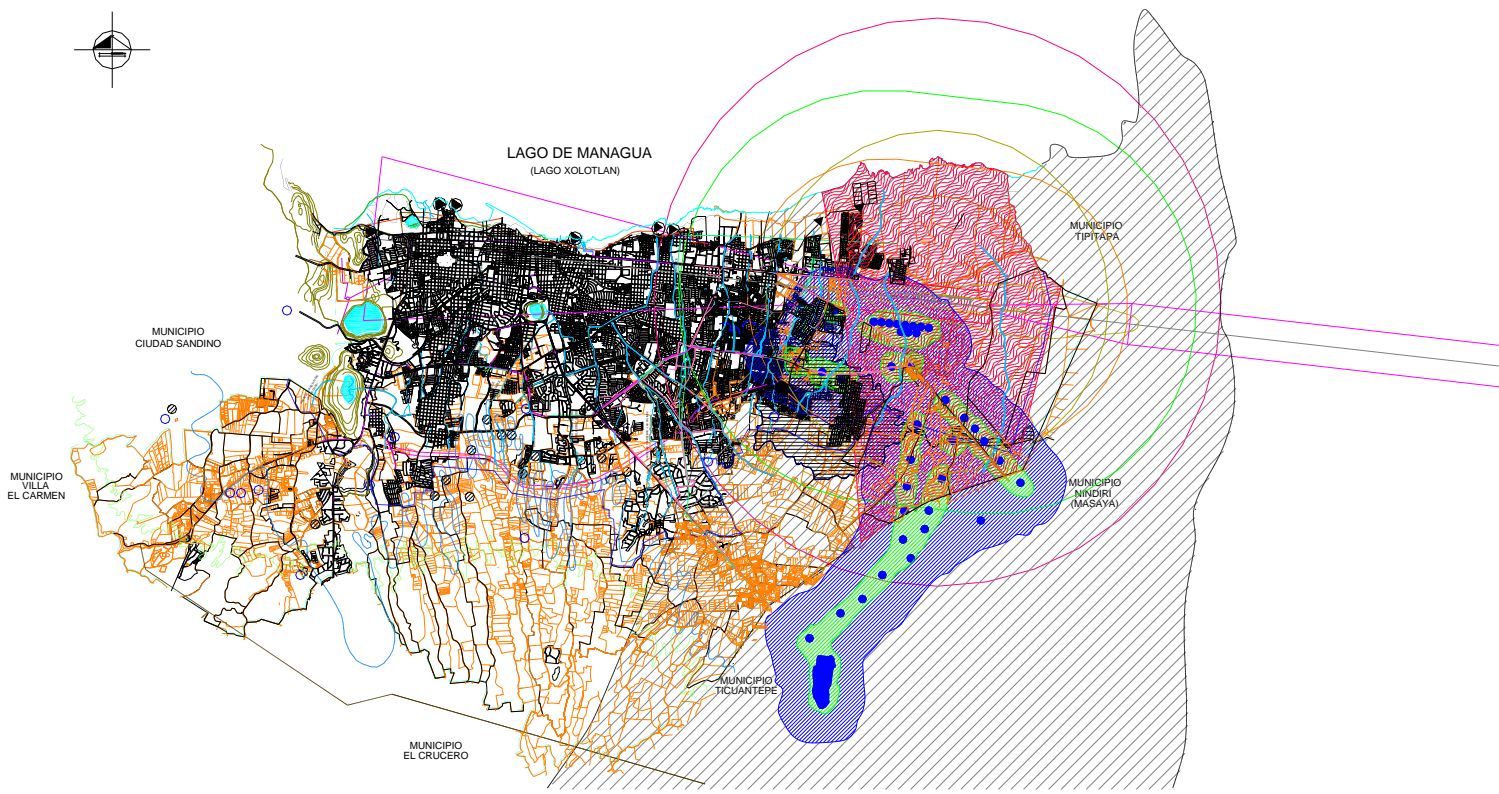 LAGO DE MANAGUA
(LAGO XOLOTLAN)
MUNICIPIO
TIPITAPA
MUNICIPIO
CIUDAD SANDINO
MUNICIPIO
VILLA
EL CARMEN
MUNICIPIO
NINDIRI
(MASAYA)
MUNICIPIO
TICUANTEPE
MUNICIPIO
EL CRUCERO